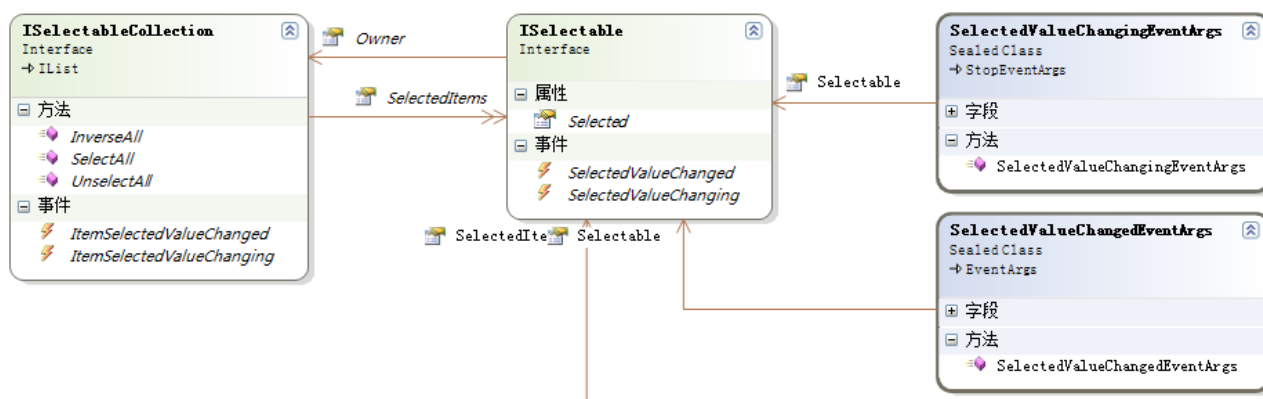 ISelectableCollection
Interface
IList
方法
InverseAll
SelectAll
UnselectAll
事件
ItemSelectedValueChanged
ItemSelectedValueChanging
Owner
SelectedItems
ISelectable
Interface
属性
Selected
事件
SelectedValueChanged
SelectedValueChanging
SelectedIte
Selectable
Selectable
SelectedValueChangingEventArgs
Sealed Class
StopEventArgs
字段
方法
SelectedValueChangingEventArgs
SelectedValueChangedEventArgs
Sealed Class
EventArgs
字段
方法
SelectedValueChangedEventArgs